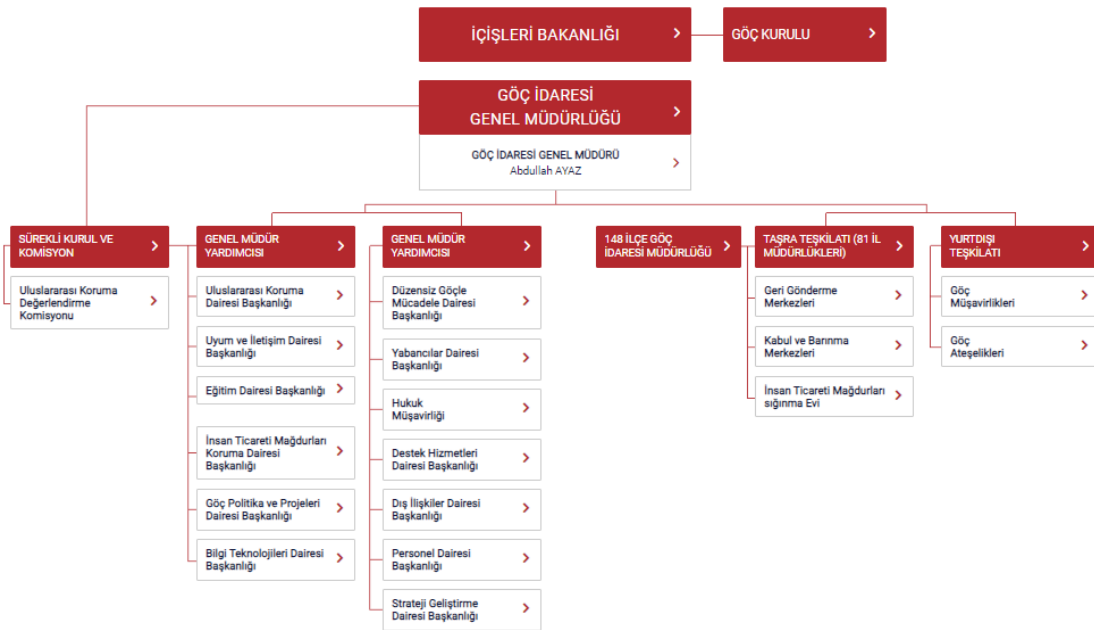 İÇİŞLERİ BAKANLIĞI
GÖÇ KURULU
GÖÇ İDARESİ
GENEL MÜDÜRLÜĞÜ
GÖÇ İDARESİ GENEL MÜDÜRÜ
Abdullah AYAZ
SÜREKLİ KURUL VE
KOMİSYON
Uluslararası Koruma
Değerlendirme
Komisyonu
GENEL MÜDÜR
YARDIMCISI
Uluslararası Koruma
Dairesi Başkanlığı
Uyum ve İletişim Dairesi
Başkanlığı
Eğitim Dairesi Başkanlığı
İnsan Ticareti Mağdurları
Koruma Dairesi
Başkanlığı
Göç Politika ve Projeleri
Dairesi Başkanlığı
Bilgi Teknolojileri Dairesi
Başkanlığı
GENEL MÜDÜR
YARDIMCISI
Düzensiz Göçle
Mücadele Dairesi
Başkanlığı
Yabancılar Dairesi
Başkanlığı
Hukuk
Müşavirliği
Destek Hizmetleri
Dairesi Başkanlığı
Dış İlişkiler Dairesi
Başkanlığı
Personel Dairesi
Başkanlığı
Strateji Geliştirme
Dairesi Başkanlığı
148 İLÇE GÖÇ
İDARESİ MÜDÜRLÜĞÜ
TAŞRA TEŞKİLATI (81 İL
MÜDÜRLÜKLERİ)
Geri Gönderme
Merkezleri
Kabul ve Barınma
Merkezleri
İnsan Ticareti Mağdurları
sığınma Evi
YURTDIŞI
TEŞKİLATI
Göç
Müşavirlikleri
Göç
Ateşelikleri